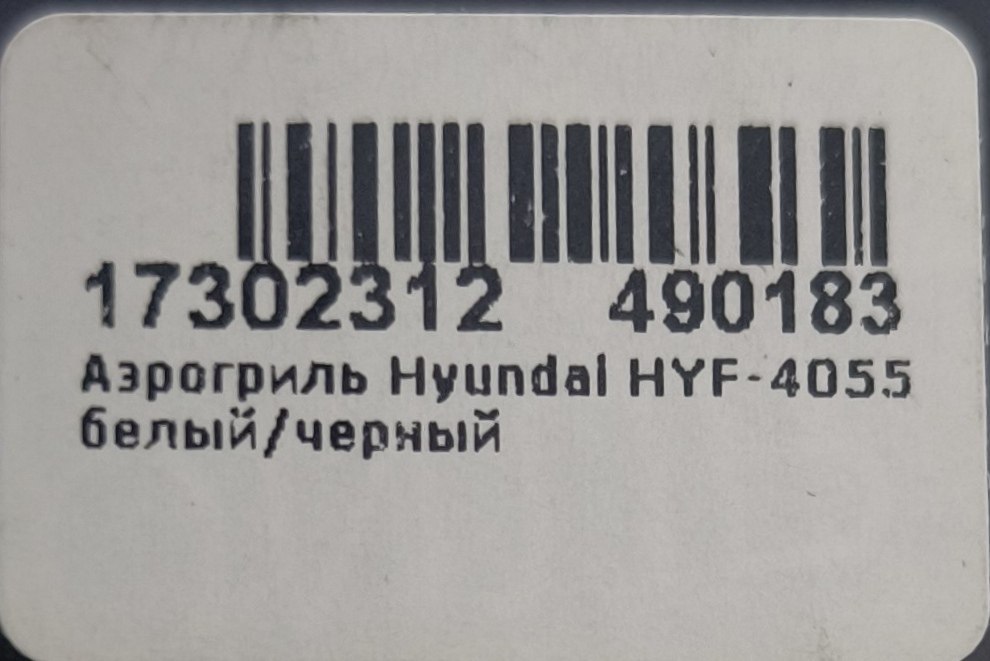 17302312 490183
Аэрогриль Hyundai HYF-4055
белый/черный